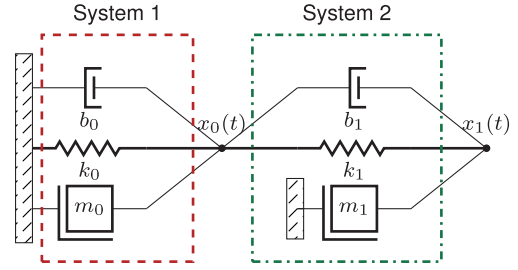 System 1 System 2
b₀ x₀(t) b₁ x₁(t)
k₀ k₁
m₀ m₁